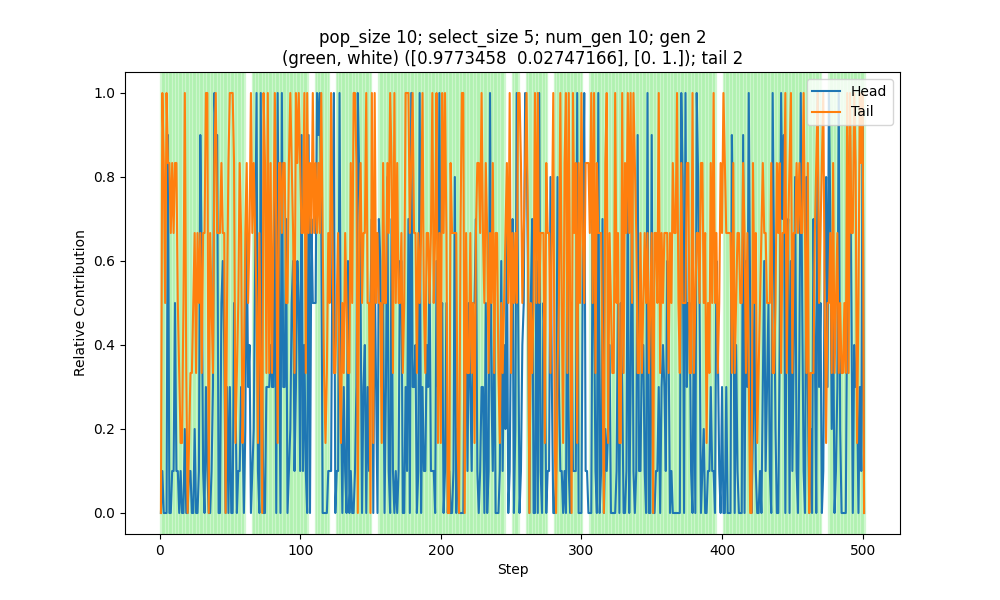 pop_size 10; select_size 5; num_gen 10; gen 2
(green, white) ([0.9773458  0.02747166], [0. 1.]); tail 2
Head
Tail
1.0
0.8
0.6
0.4
0.2
0.0
Relative Contribution
0
100
200
300
400
500
Step